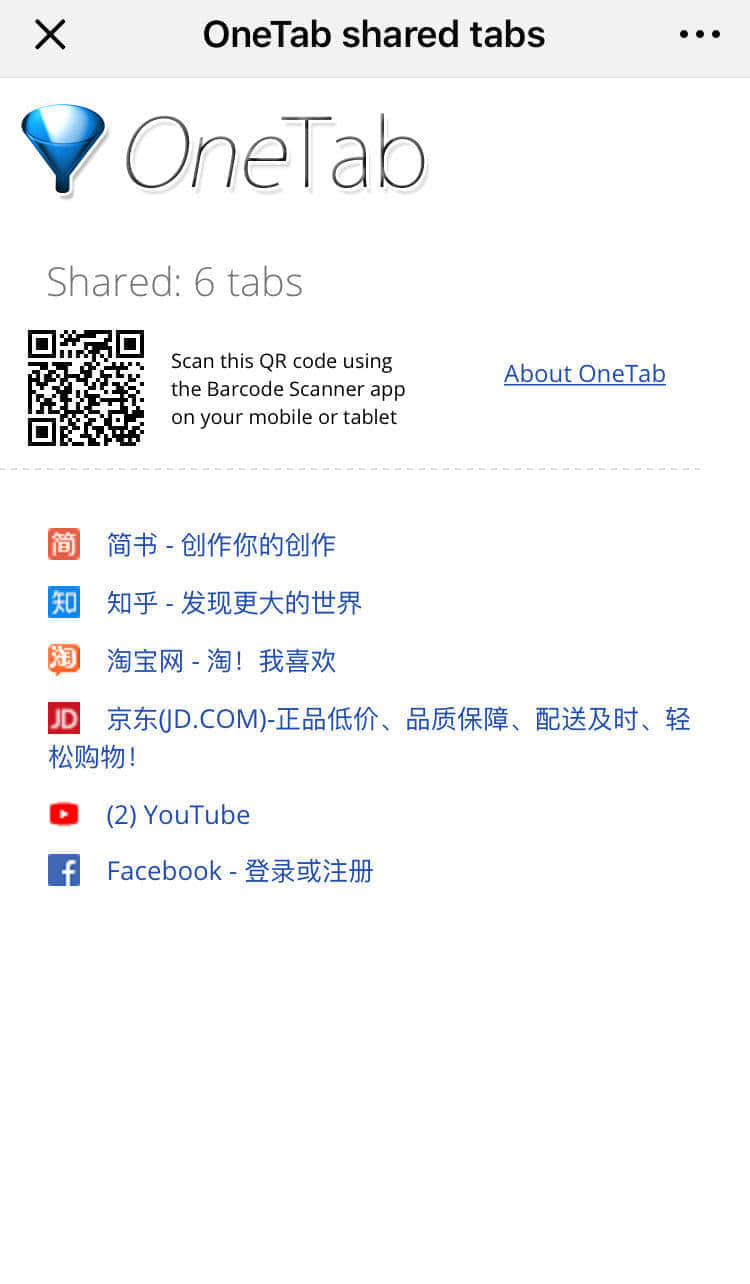 OneTab shared tabs
OneTab
Shared: 6 tabs
Scan this QR code using
the Barcode Scanner app
on your mobile or tablet
About OneTab
简 简书 - 创作你的创作
知 知乎 - 发现更大的世界
淘 淘宝网 - 淘！我喜欢
JD 京东(JD.COM)-正品低价、品质保障、配送及时、轻
松购物！
(2) YouTube
f Facebook - 登录或注册